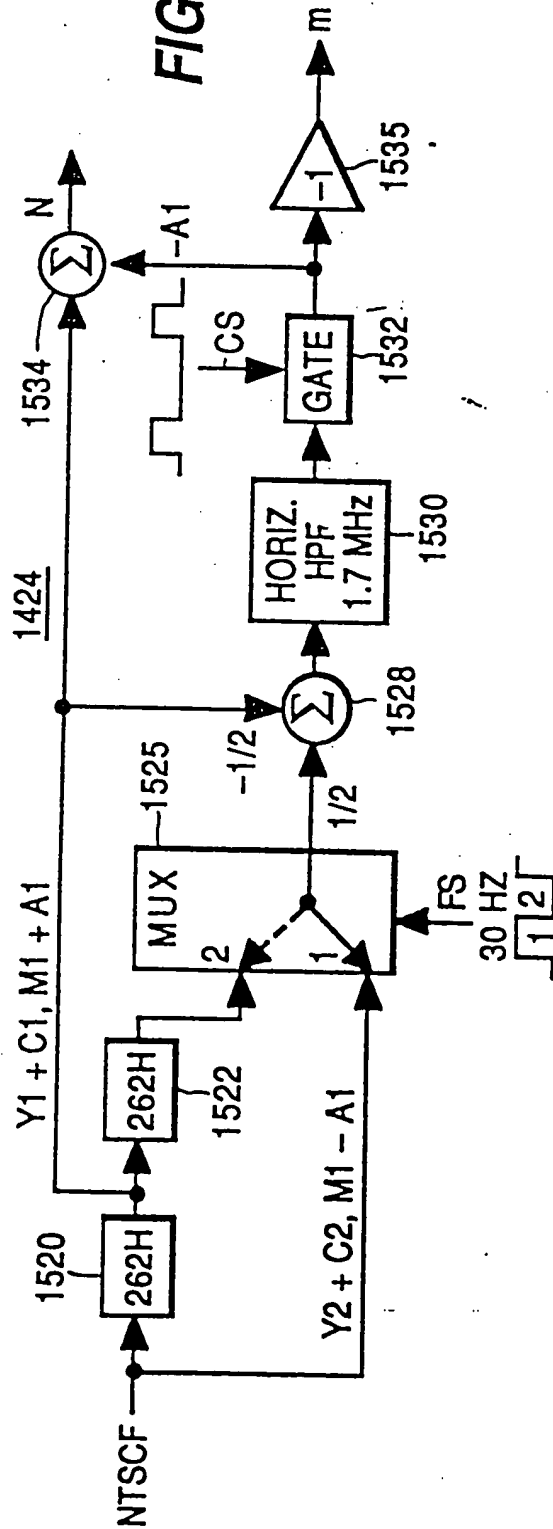 FIG
1424
NTSCF
1520
262H
Y1 + C1, M1 + A1
262H
1522
Y2 + C2, M1 − A1
MUX
1525
2
1
FS
30 HZ
1 2
−1/2
1/2
Σ
1528
HORIZ.
HPF
1.7 MHz
1530
CS
GATE
1532
−A1
1534
Σ
N
-1
1535
m